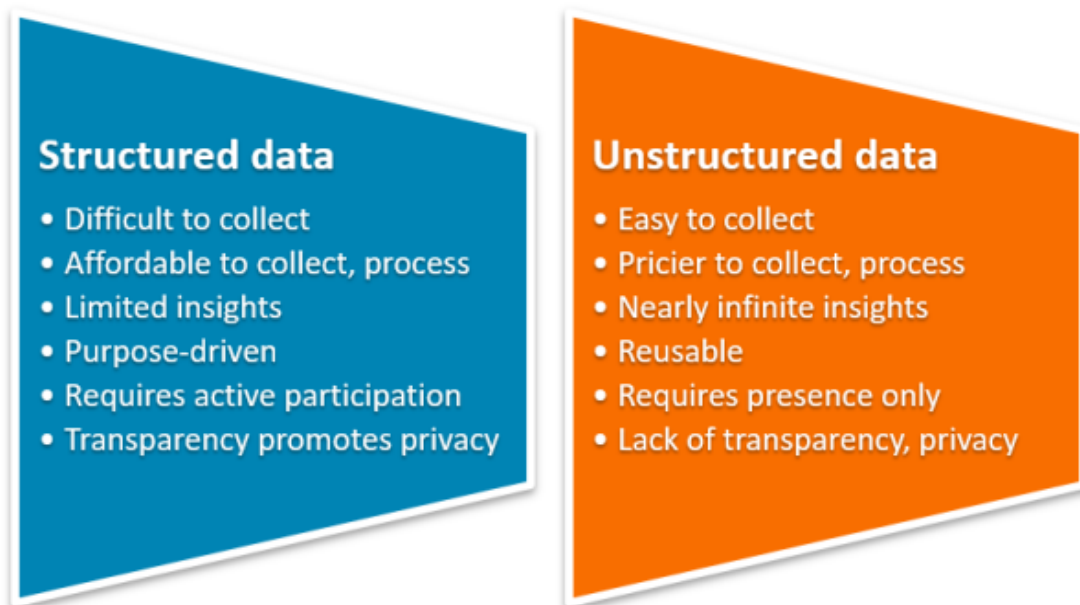 Structured data
• Difficult to collect
• Affordable to collect, process
• Limited insights
• Purpose-driven
• Requires active participation
• Transparency promotes privacy
Unstructured data
• Easy to collect
• Pricier to collect, process
• Nearly infinite insights
• Reusable
• Requires presence only
• Lack of transparency, privacy